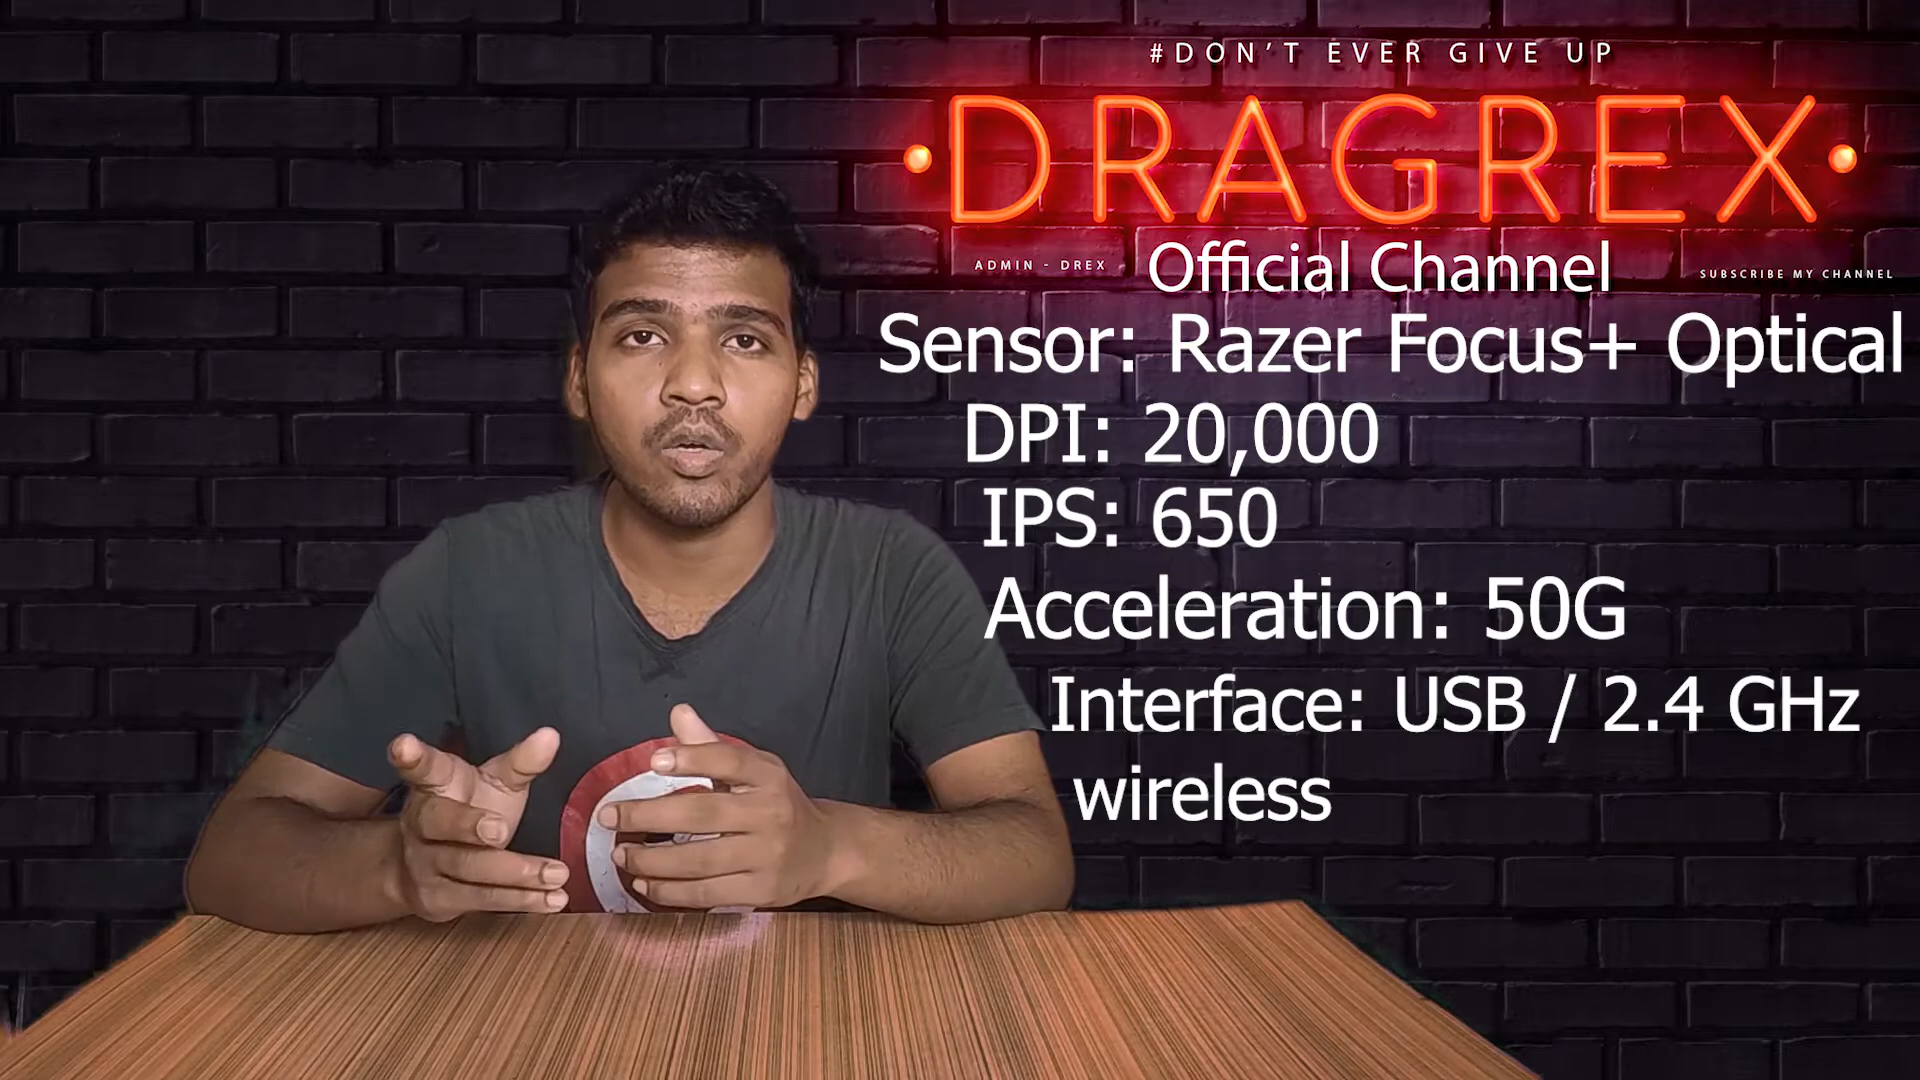 #DON'T EVER GIVE UP
•DRAGREX•
ADMIN - DREX
Official Channel
SUBSCRIBE MY CHANNEL
Sensor: Razer Focus+ Optical
DPI: 20,000
IPS: 650
Acceleration: 50G
Interface: USB / 2.4 GHz
wireless